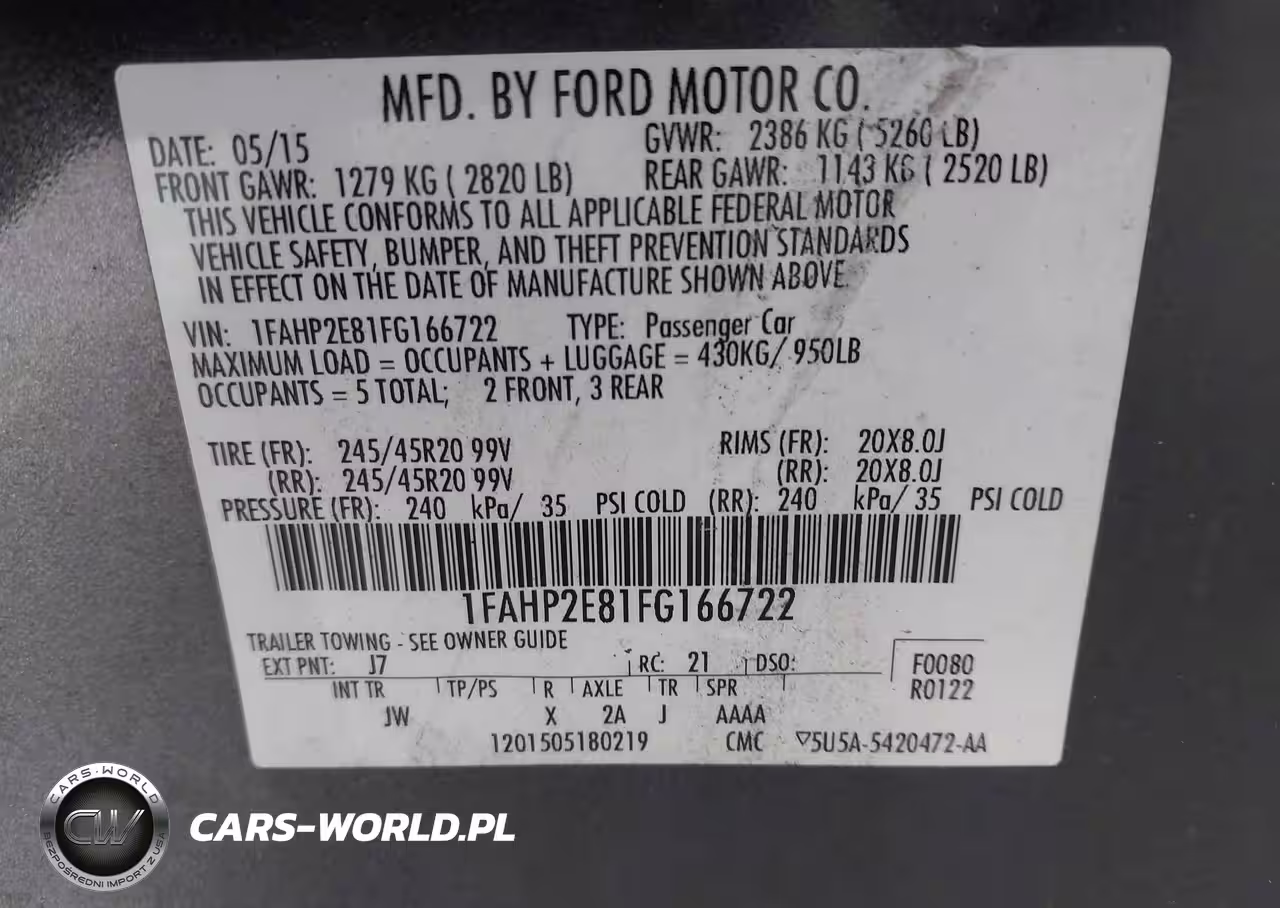 MFD. BY FORD MOTOR CO.
DATE: 05/15 GVWR: 2386 KG ( 5260 LB)
FRONT GAWR: 1279 KG ( 2820 LB) REAR GAWR: 1143 KG ( 2520 LB)
THIS VEHICLE CONFORMS TO ALL APPLICABLE FEDERAL MOTOR
VEHICLE SAFETY, BUMPER, AND THEFT PREVENTION STANDARDS
IN EFFECT ON THE DATE OF MANUFACTURE SHOWN ABOVE.
VIN: 1FAHP2E81FG166722 TYPE: Passenger Car
MAXIMUM LOAD = OCCUPANTS + LUGGAGE = 430KG/ 950LB
OCCUPANTS = 5 TOTAL; 2 FRONT, 3 REAR
TIRE (FR): 245/45R20 99V RIMS (FR): 20X8.0J
(RR): 245/45R20 99V (RR): 20X8.0J
PRESSURE (FR): 240 kPa/ 35 PSI COLD (RR): 240 kPa/ 35 PSI COLD
1FAHP2E81FG166722
TRAILER TOWING - SEE OWNER GUIDE
EXT PNT: J7 RC: 21 DSO: F0080
INT TR TP/PS R AXLE TR SPR R0122
JW X 2A J AAAA
1201505180219 CMC ▽5U5A-5420472-AA
CARS-WORLD
CW
BEZPOŚREDNI IMPORT Z USA
CARS-WORLD.PL